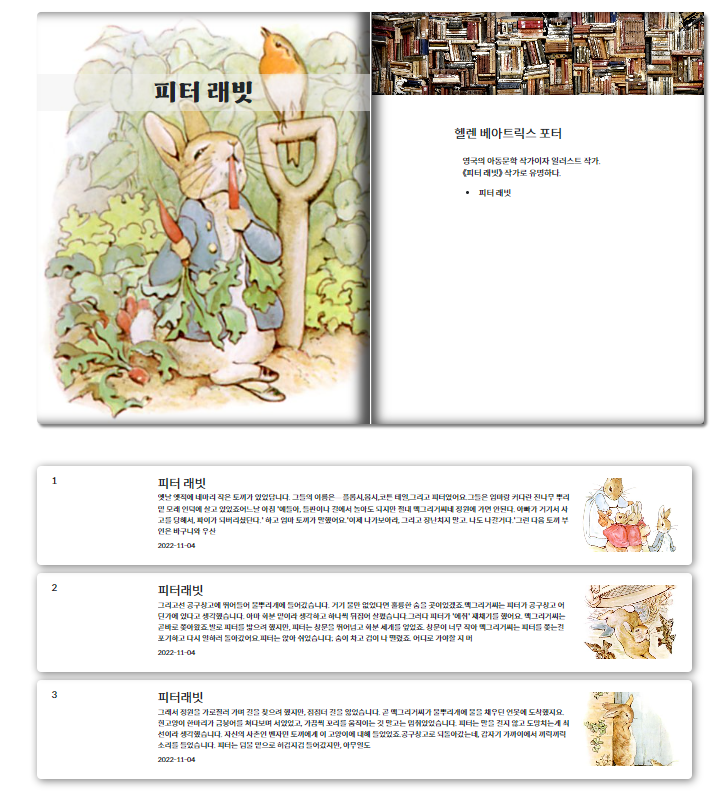 피터 래빗
헬렌 베아트릭스 포터
영국의 아동문학 작가이자 일러스트 작가.
《피터 래빗》 작가로 유명하다.
• 피터 래빗
1
피터 래빗
옛날 옛적에 네마리 작은 토끼가 있었답니다. 그들의 이름은— 플롭시,몹시,코튼 테일,그리고 피터였어요.그들은 엄마랑 커다란 전나무 뿌리
밑 모래 언덕에 살고 있었죠어느날 아침 '얘들아, 들판이나 길에서 놀아도 되지만 절대 맥그리거씨네 정원에 가면 안된다. 아빠가 거기서 사
고를 당해서, 파이가 되버리셨단다.' 하고 엄마 토끼가 말했어요.'이제 나가보아라, 그리고 장난치지 말고. 나도 나갈거다.'그런 다음 토끼 부
인은 바구니와 우산
2022-11-04
2
피터래빗
그리고선 공구창고에 뛰어들어 물뿌리개에 들어갔습니다. 거기 물만 없었다면 훌륭한 숨을 곳이었겠죠.맥그리거씨는 피터가 공구창고 어
딘가에 있다고 생각했습니다. 아마 화분 밑이라 생각하고 하나씩 뒤집어 살폈습니다.그러다 피터가 '에취' 재채기를 했어요. 맥그리거씨는
곧바로 쫓아왔죠.발로 피터를 밟으려 했지만, 피터는 창문을 뛰어넘고 화분 세개를 엎었죠. 창문이 너무 작아 맥그리거씨는 피터를 쫓는걸
포기하고 다시 일하러 돌아갔어요.피터는 앉아 쉬었습니다; 숨이 차고 겁이 나 떨렸죠. 어디로 가야할 지 머
2022-11-04
3
피터래빗
그래서 정원을 가로질러 가며 길을 찾으려 했지만, 점점더 길을 잃었습니다. 곧 맥그리거씨가 물뿌리개에 물을 채우던 연못에 도착했지요.
흰고양이 한마리가 금붕어를 쳐다보며 서있었고, 가끔씩 꼬리를 움직이는 것 말고는 멈춰있었습니다. 피터는 말을 걸지 않고 도망치는게 최
선이라 생각했습니다. 자신의 사촌인 벤자민 토끼에게 이 고양이에 대해 들었었죠.공구창고로 되돌아갔는데, 갑자기 가까이에서 끼릭끼릭
소리를 들었습니다. 피터는 덤불 밑으로 허겁지겁 들어갔지만, 아무일도
2022-11-04